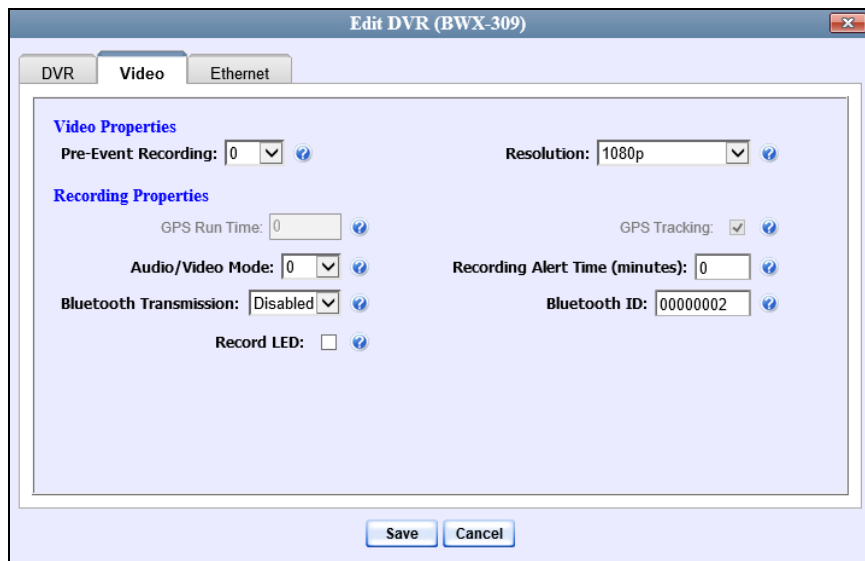 Edit DVR (BWX-309)
DVR Video Ethernet
Video Properties
Pre-Event Recording: 0 Resolution: 1080p
Recording Properties
GPS Run Time: 0 GPS Tracking:
Audio/Video Mode: 0 Recording Alert Time (minutes): 0
Bluetooth Transmission: Disabled Bluetooth ID: 00000002
Record LED:
Save Cancel